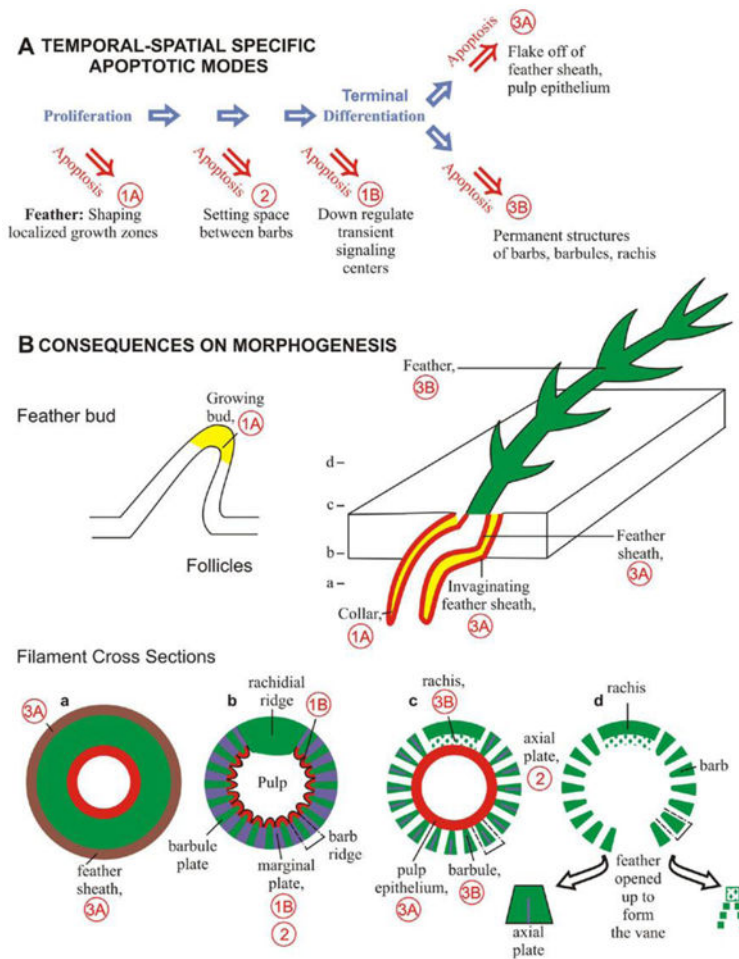 A TEMPORAL-SPATIAL SPECIFIC
APOPTOTIC MODES
Proliferation
Terminal
Differentiation
Apoptosis
1A
Feather: Shaping
localized growth zones
Apoptosis
2
Setting space
between barbs
Apoptosis
1B
Down regulate
transient
signaling
centers
Apoptosis
3A
Flake off of
feather sheath,
pulp epithelium
Apoptosis
3B
Permanent structures
of barbs, barbules, rachis
B CONSEQUENCES ON MORPHOGENESIS
Feather bud
Growing
bud,
1A
Follicles
Feather,
3B
d
c
b
a
Feather
sheath,
3A
Invaginating
feather sheath,
3A
Collar,
1A
Filament Cross Sections
a
3A
feather
sheath,
3A
b
rachidial
ridge
1B
Pulp
barbule
plate
marginal
plate,
1B
2
barb
ridge
c
rachis,
3B
axial
plate,
2
pulp
epithelium,
3A
barbule,
3B
d
rachis
barb
feather
opened
up to
form
the vane
axial
plate